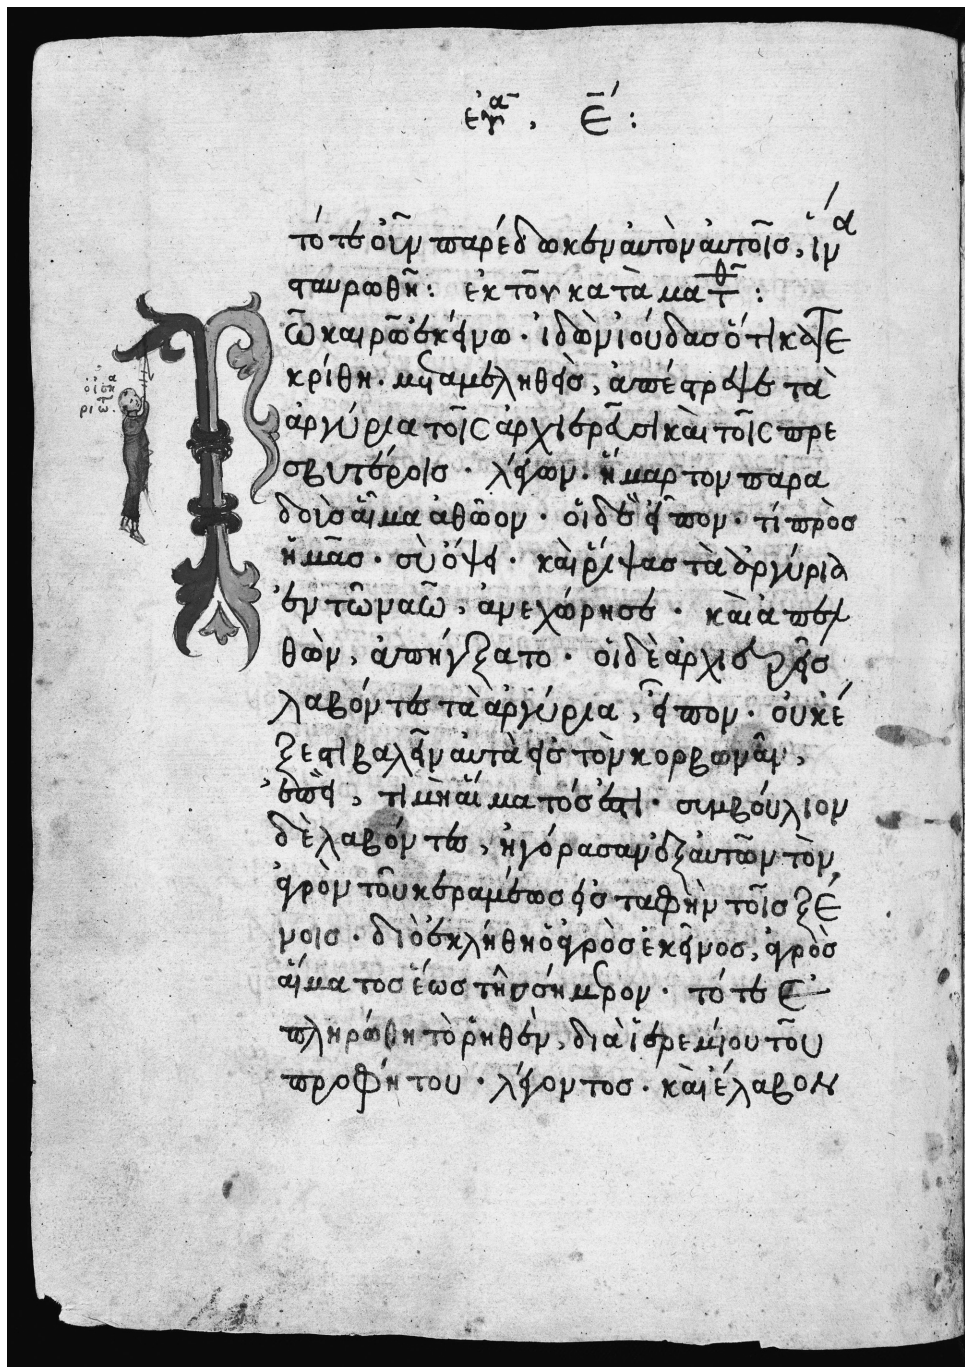 εὐαγ, Ε :
τότε οὖν παρέδωκεν αὐτὸν αὐτοῖς, ἵνα
σταυρωθῆ: ἐκ τοῦ κατὰ ματθ :
Τῶ καιρῶ ἐκείνω · ἰδὼν ἰούδας ὅτι κατε
κρίθη · μεταμεληθεὶς, ἀπέστρεψε τὰ
ἀργύρια τοῖς ἀρχιερεῦσι καὶ τοῖς πρε
σβυτέροις · λέγων · ἥμαρτον παρα
δοὺς αἷμα ἀθῶον · οἱ δὲ εἶπον · τί πρὸς
ἡμᾶς · σὺ ὄψει · καὶ ῥίψας τὰ ἀργύρια
ἐν τῶ ναῶ, ἀνεχώρησε · καὶ ἀπελ
θὼν, ἀπήγξατο · οἱ δὲ ἀρχιερεῖς
λαβόντες τὰ ἀργύρια, εἶπον · οὐκ ἔ
ξεστι βαλεῖν αὐτὰ εἰς τὸν κορβωνᾶν,
ἐπεὶ, τιμὴ αἵματός ἐστι · συμβούλιον
δὲ λαβόντες, ἠγόρασαν ἐξ αὐτῶν τὸν
ἀγρὸν τοῦ κεραμέως εἰς ταφὴν τοῖς ξέ
νοις · διὸ ἐκλήθη ὁ ἀγρὸς ἐκεῖνος, ἀγρὸς
αἵματος ἕως τῆς σήμερον · τότε ἐ
πληρώθη τὸ ῥηθὲν, διὰ ἱερεμίου τοῦ
προφήτου · λέγοντος · καὶ ἔλαβον